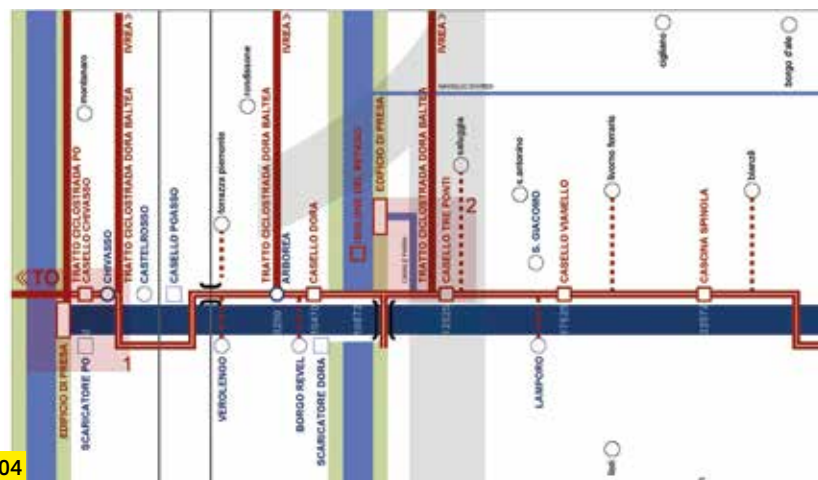 IVREA >
IVREA >
IVREA >
montanaro
rondissone
cigliano
borgo d'ale
TRATTO CICLOSTRADA PO
CASELLO CHIVASSO
CHIVASSO
TRATTO CICLOSTRADA DORA BALTEA
CASTELROSSO
CASELLO POASSO
torrazza piemonte
TRATTO CICLOSTRADA DORA BALTEA
ARBOREA
CASELLO DORA
EDIFICIO DI PRESA
TRATTO CICLOSTRADA DORA BALTEA
CASELLO TRE PONTI
saluggia
2
s. antonino
S. GIACOMO
CASELLO VIANELLO
livorno ferraris
CASCINA SPINOLA
bianzè
«TO
EDIFICIO DI PRESA
SCARICATORE PO
1
VEROLENGO
BORGO REVEL
SCARICATORE DORA
LAMPORO
04